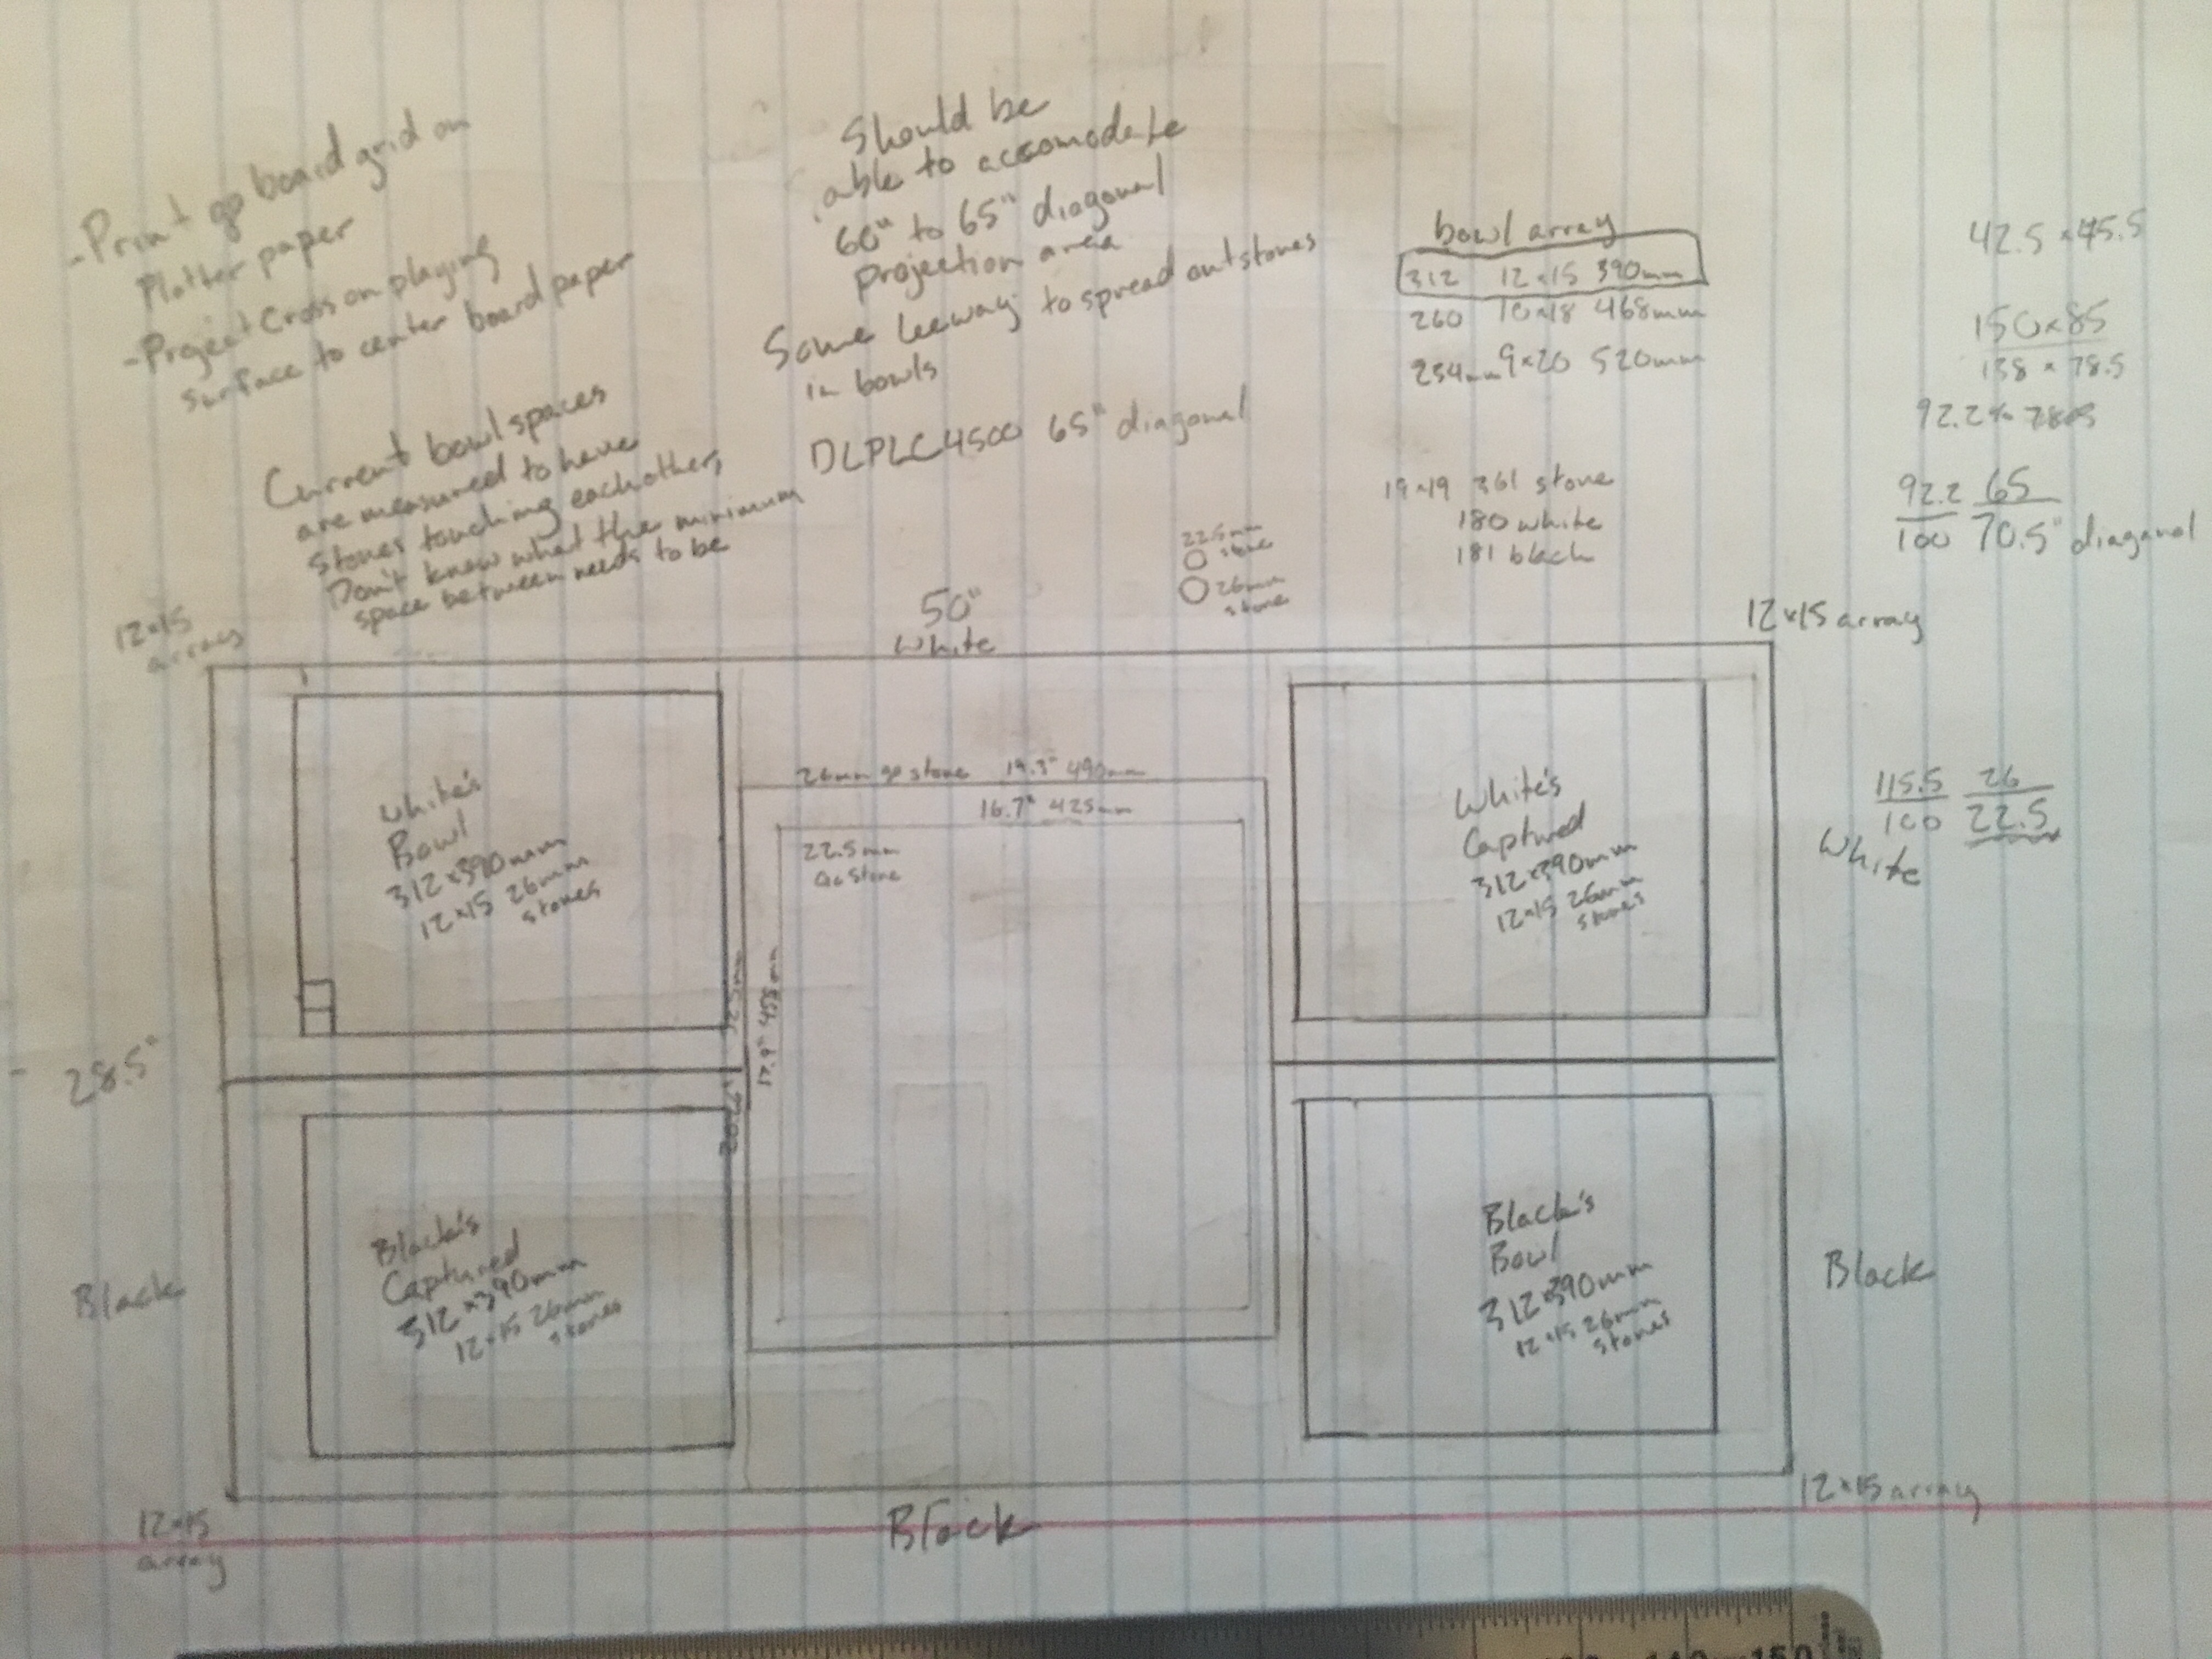 -Print go board grid on
Plotter paper
-Project Cross on playing
surface to center board paper
Current bowl spaces
are measured to have
stones touching each others
Don't know what the minimum
space between needs to be
Should be
able to accomodate
60" to 65" diagonal
Projection area
Some leeway to spread out stones
in bowls
DLPLC4500 65" diagonal
bowl array
312 12×15 390mm
260 10×18 468mm
234mm 9×20 520mm
19×19 361 stone
180 white
181 black
22.5mm
stone
26mm
stone
42.5 × 45.5
150×85
138 × 78.5
92.2%
92.2 65
100 70.5" diaganol
115.5 26
100 22.5
12×15
arrays
50"
White
12×15 array
White's
Bowl
312×390mm
12×15 26mm
stones
26mm go stone 19.3" 490mm
16.7" 425mm
22.5mm
Go Stone
17.9" 455mm
White's
Captured
312×390mm
12×15 26mm
stones
White
28.5"
Black
Black's
Captured
312×390mm
12×15 26mm
stones
Black's
Bowl
312×390mm
12×15 26mm
stones
Black
12×15
array
Black
12×15 array
150